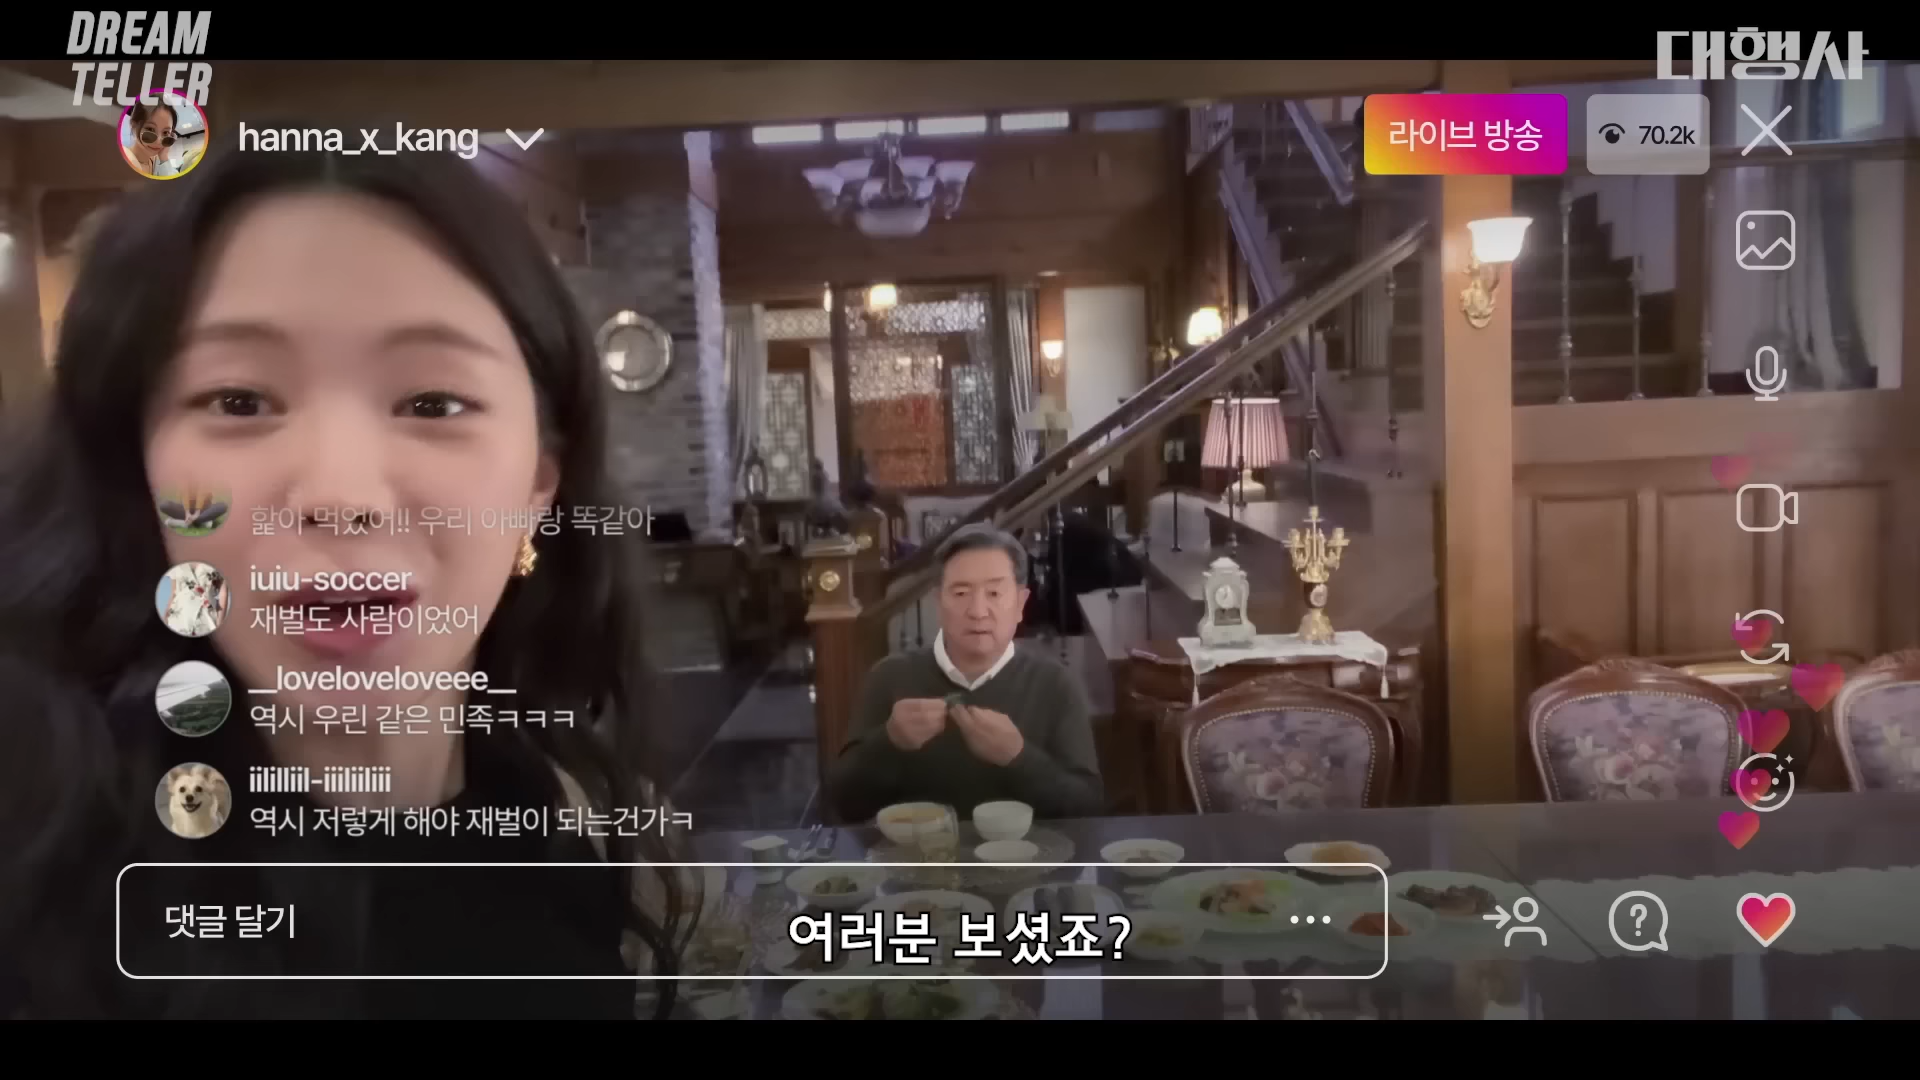 DREAM
TELLER
대행사
hanna_x_kang
라이브 방송
70.2k
핥아 먹었어!! 우리 아빠랑 똑같아
iuiu-soccer
재벌도 사람이었어
__loveloveloveee__
역시 우린 같은 민족ㅋㅋㅋ
iililliil-iiiliiliii
역시 저렇게 해야 재벌이 되는건가ㅋ
댓글 달기
여러분 보셨죠?